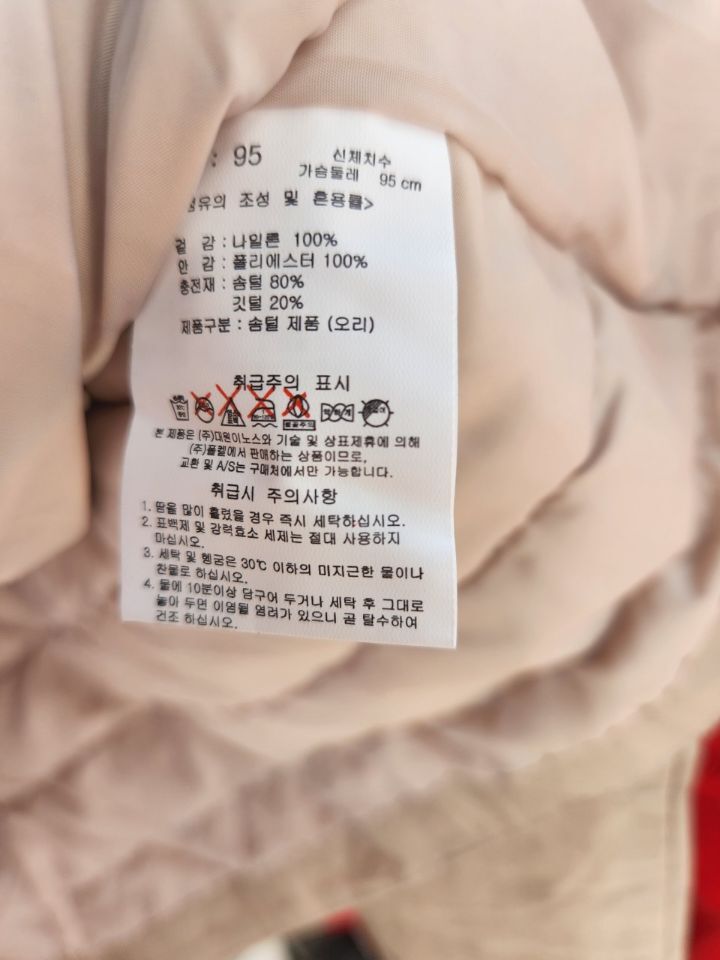 : 95
신체치수
가슴둘레 95 cm
조성 및 혼용률>
겉 감 : 나일론 100%
안 감 : 폴리에스터 100%
충전재 : 솜털 80%
깃털 20%
제품구분 : 솜털 제품 (오리)
취급주의 표시
본 제품은 (주)대원이노스와 기술 및 상표제휴에 의해
(주)폴켙에서 판매하는 상품이므로,
교환 및 A/S는 구매처에서만 가능합니다.
취급시 주의사항
1. 땀을 많이 흘렸을 경우 즉시 세탁하십시오.
2. 표백제 및 강력효소 세제는 절대 사용하지
마십시오.
3. 세탁 및 헹굼은 30℃ 이하의 미지근한 물이나
찬물로 하십시오.
4. 물에 10분이상 담구어 두거나 세탁 후 그대로
놓아 두면 이염될 염려가 있으니 곧 탈수하여
건조 하십시오.